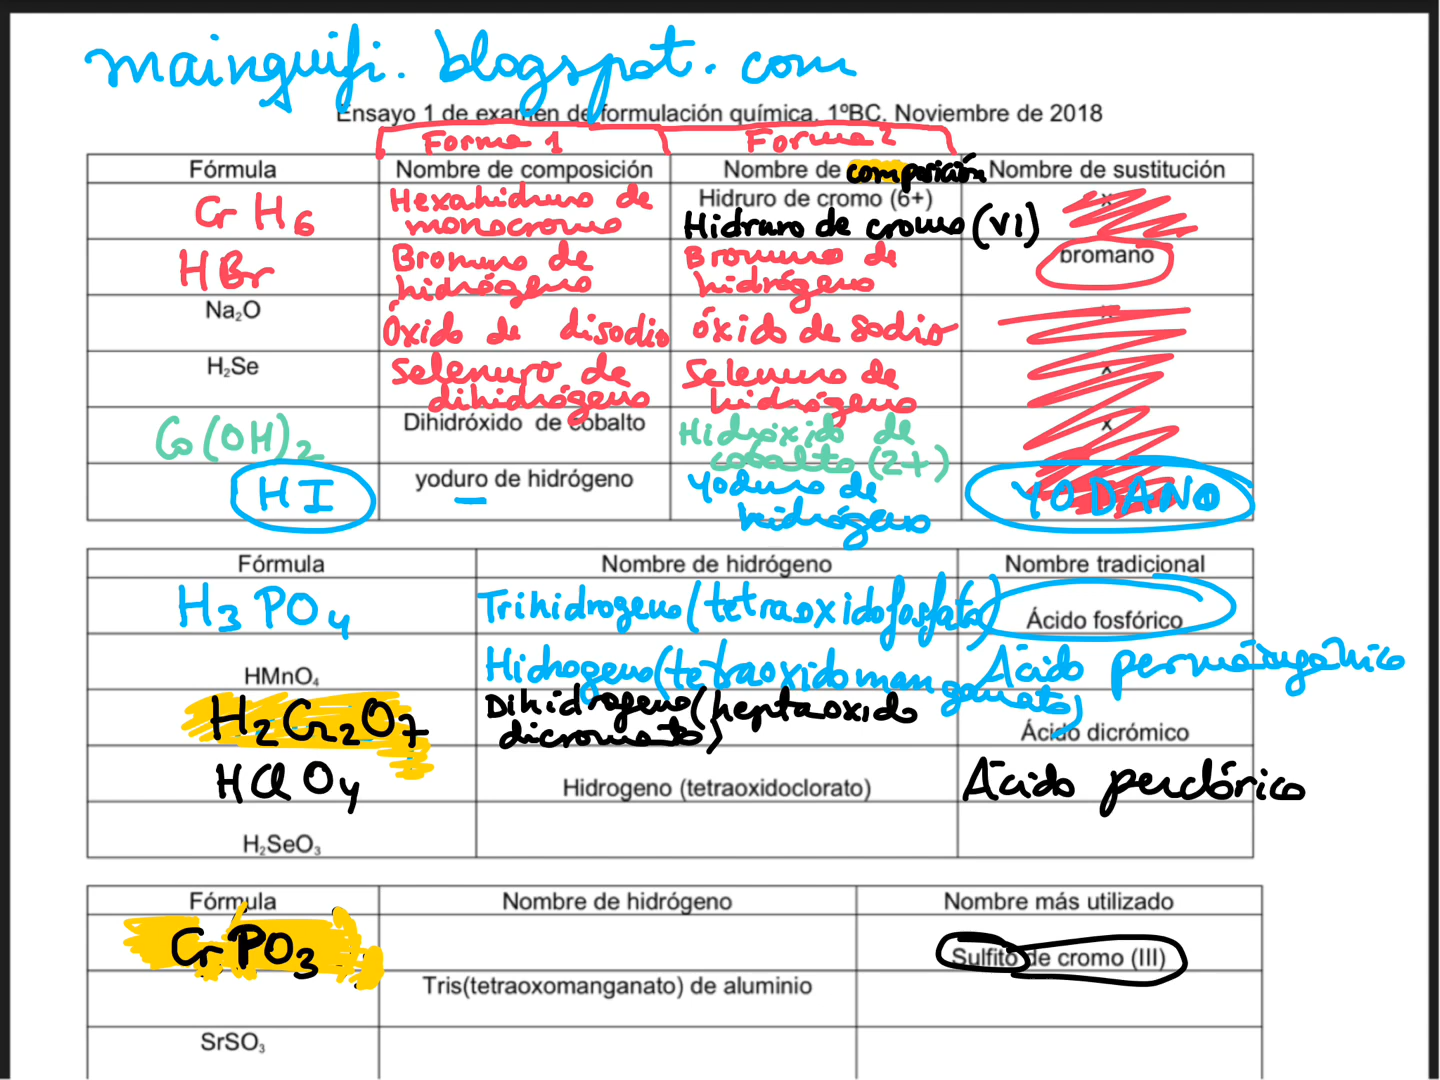 mainguifi.blogspot.com
Ensayo 1 de examen de formulación química. 1ºBC. Noviembre de 2018
Forma 1 Forma 2
Fórmula Nombre de composición Nombre de composición Nombre de sustitución
CrH6 Hexahidruro de monocromo Hidruro de cromo (6+) x
Hidruro de cromo (VI)
HBr Bromuro de hidrógeno Bromuro de hidrógeno bromano
Na₂O Óxido de disodio óxido de sodio x
H₂Se Selenuro de dihidrógeno Selenuro de hidrógeno x
Co(OH)2 Dihidróxido de cobalto Hidróxido de cobalto (2+) x
HI yoduro de hidrógeno Yoduro de hidrógeno YODANO
Fórmula Nombre de hidrógeno Nombre tradicional
H3PO4 Trihidrogeno(tetraoxidofosfato) Ácido fosfórico
HMnO₄ Hidrogeno(tetraoxidomanganato) Ácido permangánico
H2Cr2O7 Dihidrogeno(heptaoxidodicromato) Ácido dicrómico
HClO4 Hidrogeno (tetraoxidoclorato) Ácido perclórico
H₂SeO₃
Fórmula Nombre de hidrógeno Nombre más utilizado
CrPO3 Sulfito de cromo (III)
Tris(tetraoxomanganato) de aluminio
SrSO₃